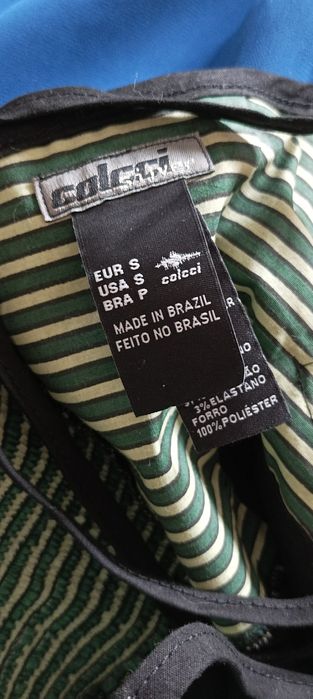 colcci
EUR S
USA S
BRA P
colcci
MADE IN BRAZIL
FEITO NO BRASIL
3% ELASTANO
FORRO
100% POLIÉSTER